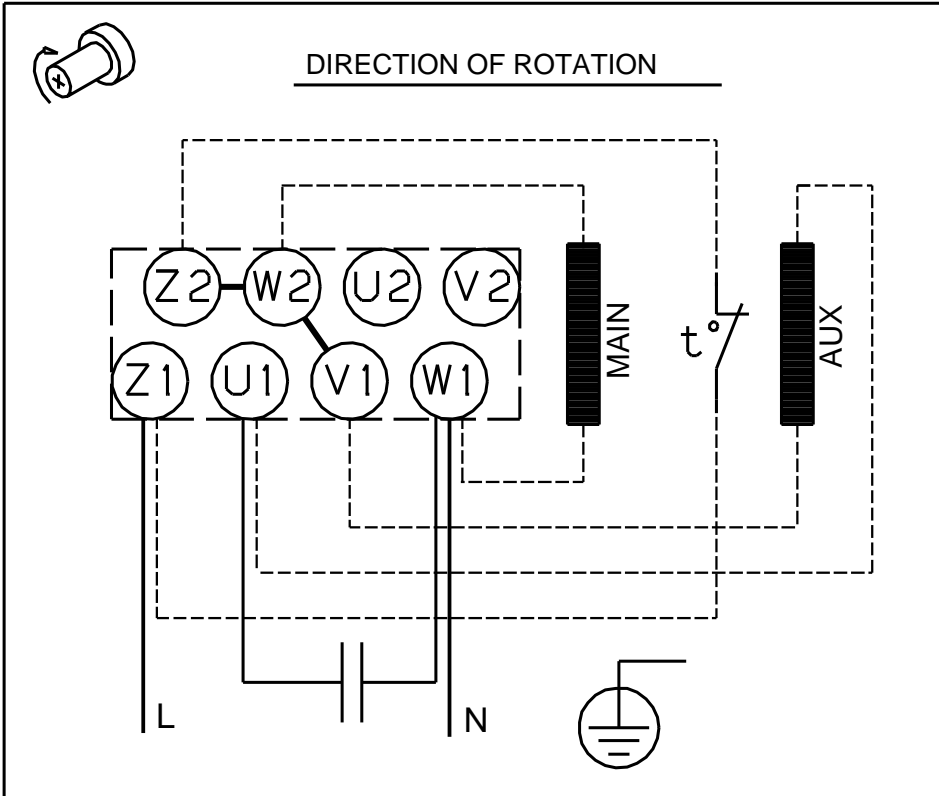 DIRECTION OF ROTATION
Z2 W2 U2 V2
Z1 U1 V1 W1
MAIN
t°
AUX
L
N